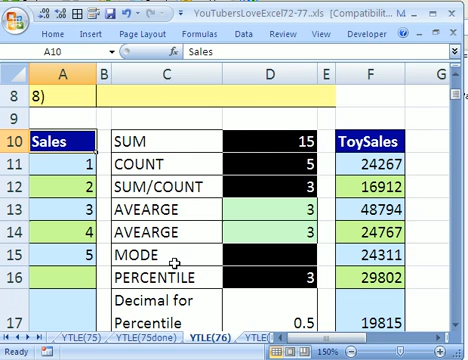 YouTubersLoveExcel72-77...xls [Compatibilit...
Home Insert Page Layout Formulas Data Review View Developer
A10 Sales
A B C D E F G
8 8)
9
10 Sales SUM 15 ToySales
11 1 COUNT 5 24267
12 2 SUM/COUNT 3 16912
13 3 AVEARGE 3 48794
14 4 AVEARGE 3 24767
15 5 MODE 24311
16 PERCENTILE 3 29802
Decimal for
17 Percentile 0.5 19815
YTLE(75) YTLE(75done) YTLE(76) YTLE(
Ready 150%